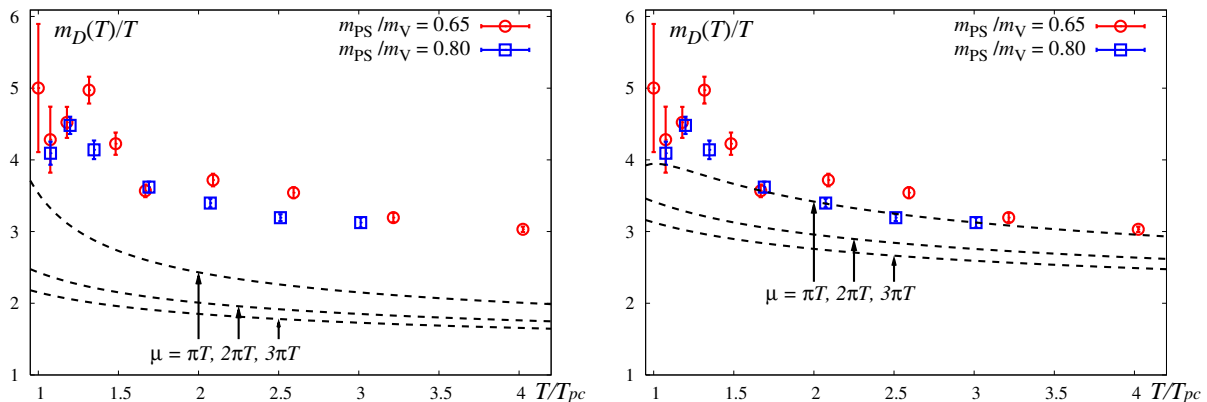 6
5
4
3
2
1
m_D(T)/T
m_PS/m_V = 0.65
m_PS/m_V = 0.80
μ = πT, 2πT, 3πT
1 1.5 2 2.5 3 3.5 4 T/T_pc
6
5
4
3
2
1
m_D(T)/T
m_PS/m_V = 0.65
m_PS/m_V = 0.80
μ = πT, 2πT, 3πT
1 1.5 2 2.5 3 3.5 4 T/T_pc